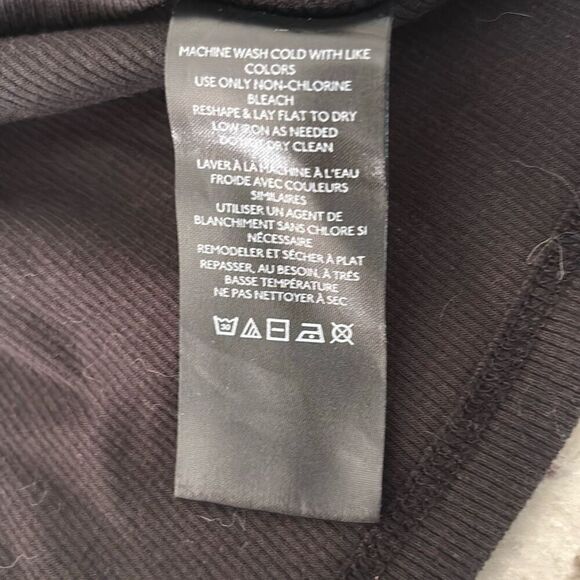 MACHINE WASH COLD WITH LIKE
COLORS
USE ONLY NON-CHLORINE
BLEACH
RESHAPE & LAY FLAT TO DRY
LOW IRON AS NEEDED
DO NOT DRY CLEAN
LAVER À LA MACHINE À L'EAU
FROIDE AVEC COULEURS
SIMILAIRES
UTILISER UN AGENT DE
BLANCHIMENT SANS CHLORE SI
NÉCESSAIRE
REMODELER ET SÉCHER À PLAT
REPASSER, AU BESOIN, À TRÈS
BASSE TEMPÉRATURE
NE PAS NETTOYER À SEC
30